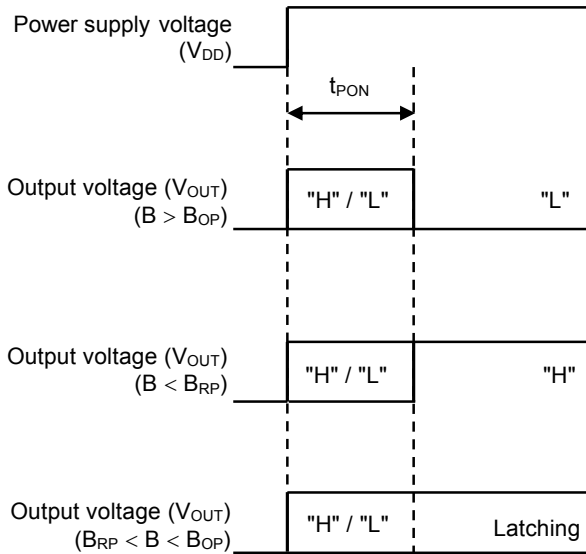 Power supply voltage
(VDD)
tPON
Output voltage (VOUT)
(B > BOP)
"H" / "L"
"L"
Output voltage (VOUT)
(B < BRP)
"H" / "L"
"H"
Output voltage (VOUT)
(BRP < B < BOP)
"H" / "L"
Latching